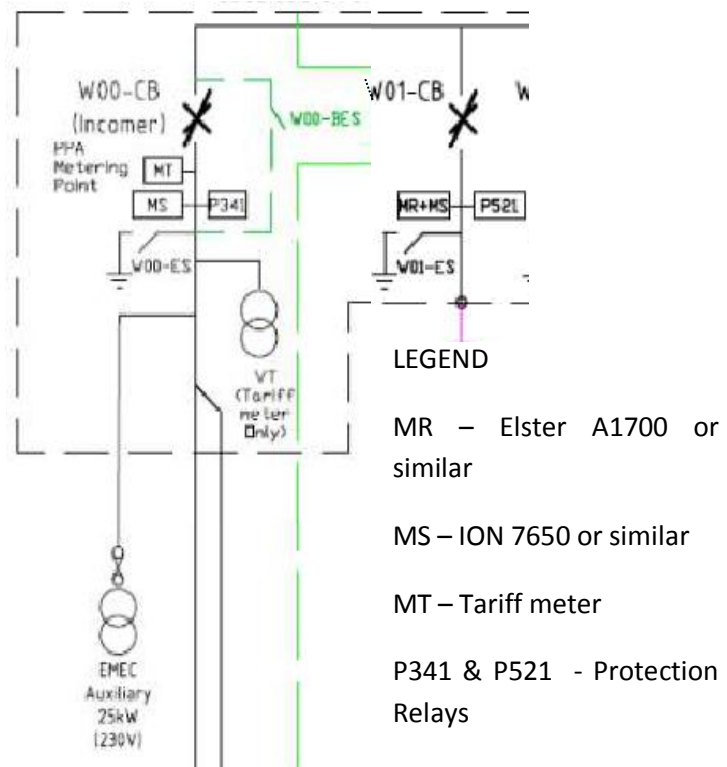 W00-CB
(Incomer)
PPA
Metering
Point
MT
MS
P341
W00-BES
W00-ES
VT
(Tariff
meter
Only)
EMEC
Auxiliary
25kW
(230V)
W01-CB
W
MR+MS
P521
W01-ES
LEGEND
MR – Elster A1700 or
similar
MS – ION 7650 or similar
MT – Tariff meter
P341 & P521 - Protection
Relays